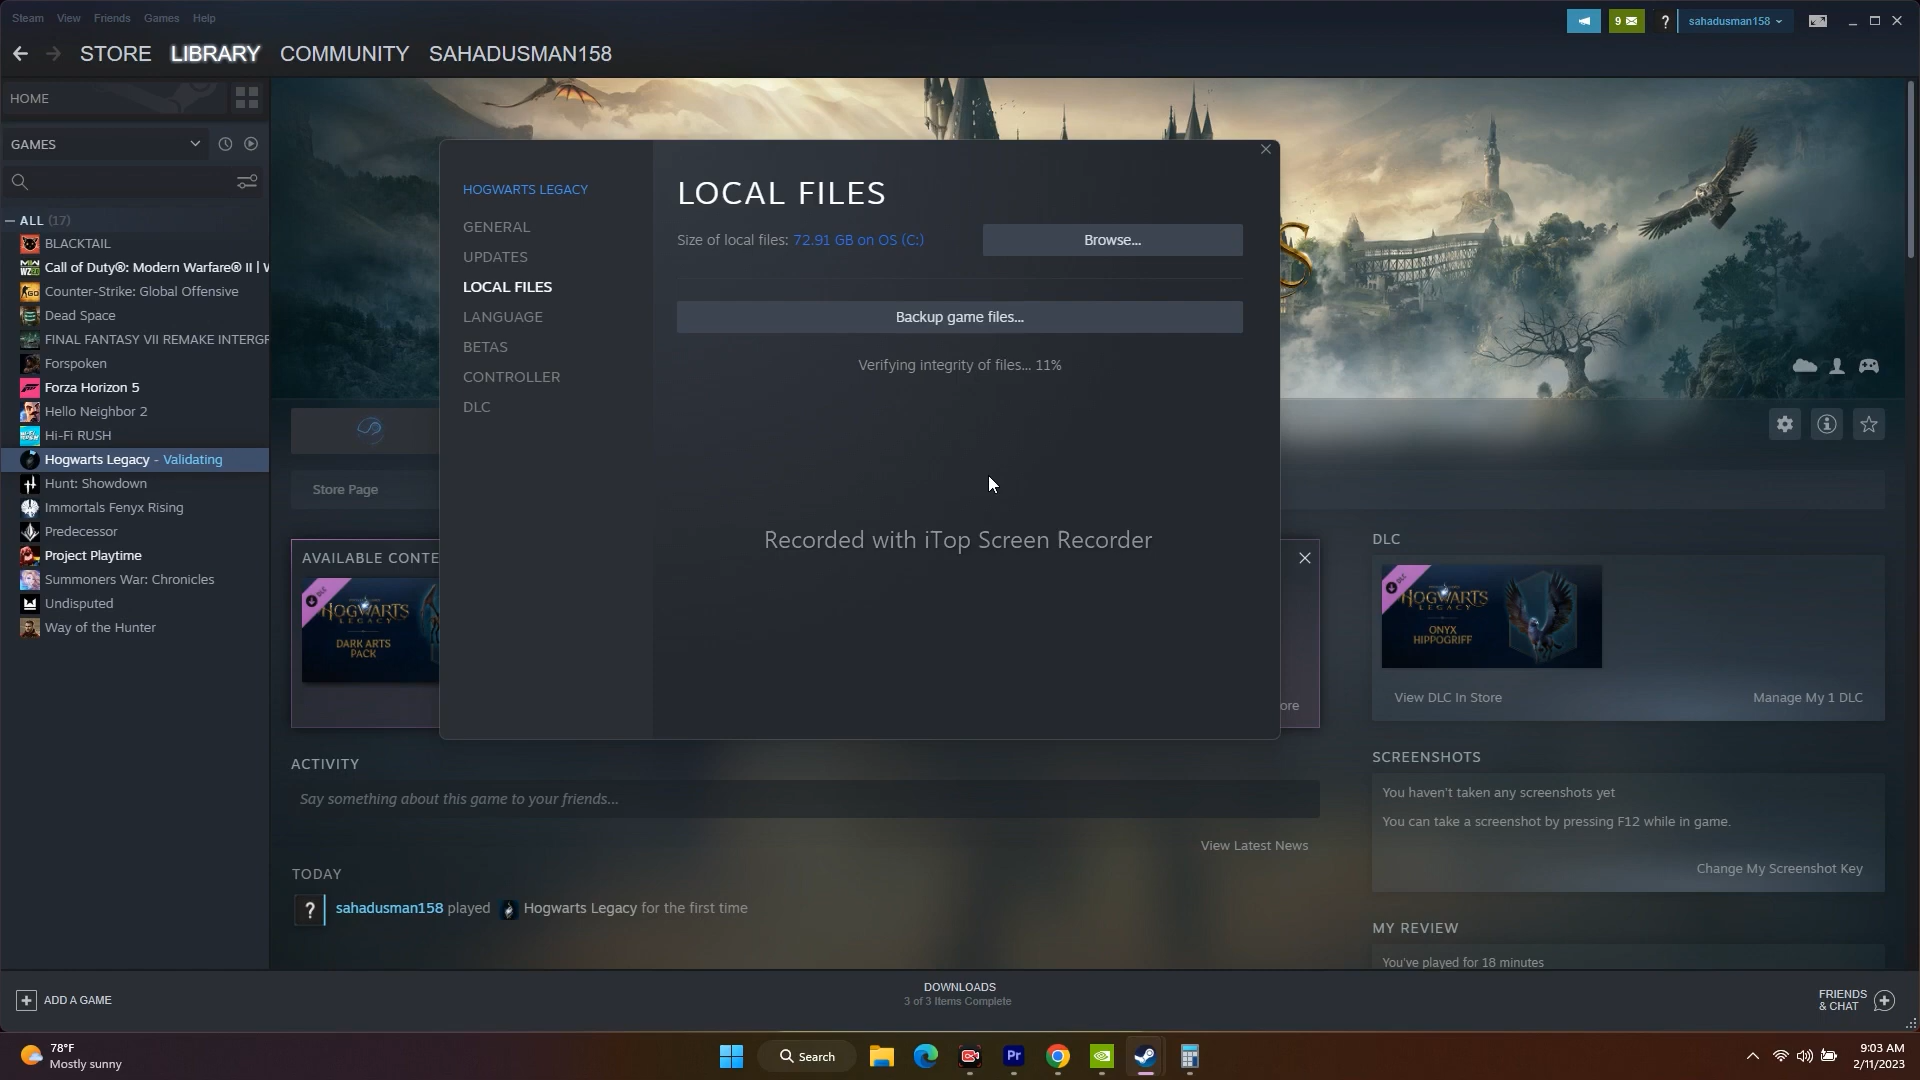 Steam View Friends Games Help
9
?
sahadusman158
STORE LIBRARY COMMUNITY SAHADUSMAN158
HOME
GAMES
ALL (17)
BLACKTAIL
Call of Duty®: Modern Warfare® II | W
Counter-Strike: Global Offensive
Dead Space
FINAL FANTASY VII REMAKE INTERGR
Forspoken
Forza Horizon 5
Hello Neighbor 2
Hi-Fi RUSH
Hogwarts Legacy - Validating
Hunt: Showdown
Immortals Fenyx Rising
Predecessor
Project Playtime
Summoners War: Chronicles
Undisputed
Way of the Hunter
HOGWARTS LEGACY
GENERAL
UPDATES
LOCAL FILES
LANGUAGE
BETAS
CONTROLLER
DLC
LOCAL FILES
Size of local files: 72.91 GB on OS (C:)
Browse...
Backup game files...
Verifying integrity of files... 11%
Recorded with iTop Screen Recorder
S
Store Page
AVAILABLE CONTE
DLC
HOGWARTS
LEGACY
DARK ARTS
PACK
ore
DLC
DLC
HOGWARTS
LEGACY
ONYX
HIPPOGRIFF
View DLC In Store
Manage My 1 DLC
ACTIVITY
Say something about this game to your friends...
View Latest News
TODAY
? sahadusman158 played Hogwarts Legacy for the first time
SCREENSHOTS
You haven't taken any screenshots yet
You can take a screenshot by pressing F12 while in game.
Change My Screenshot Key
MY REVIEW
You've played for 18 minutes
ADD A GAME
DOWNLOADS
3 of 3 Items Complete
FRIENDS
& CHAT
78°F
Mostly sunny
Search
Pr
9:03 AM
2/11/2023